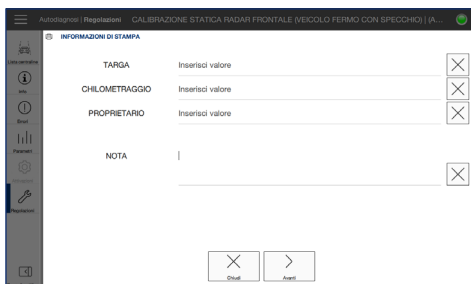 Autodiagnosi | Regolazioni CALIBRAZIONE STATICA RADAR FRONTALE (VEICOLO FERMO CON SPECCHIO) | (A...
INFORMAZIONI DI STAMPA
Lista centraline
Info
Errori
Parametri
Attivazioni
Regolazioni
TARGA Inserisci valore
CHILOMETRAGGIO Inserisci valore
PROPRIETARIO Inserisci valore
NOTA
Chiudi
Avanti